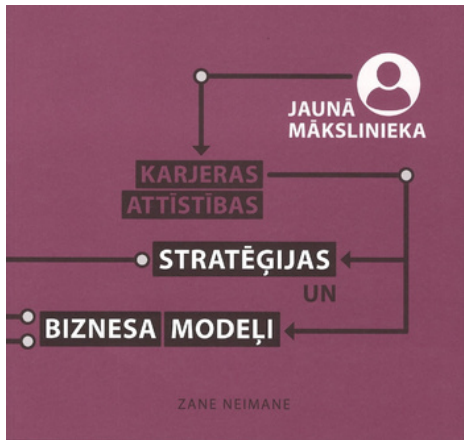 JAUNĀ
MĀKSLINIEKA
KARJERAS
ATTĪSTĪBAS
STRATĒĢIJAS
UN
BIZNESA MODEĻI
ZANE NEIMANE